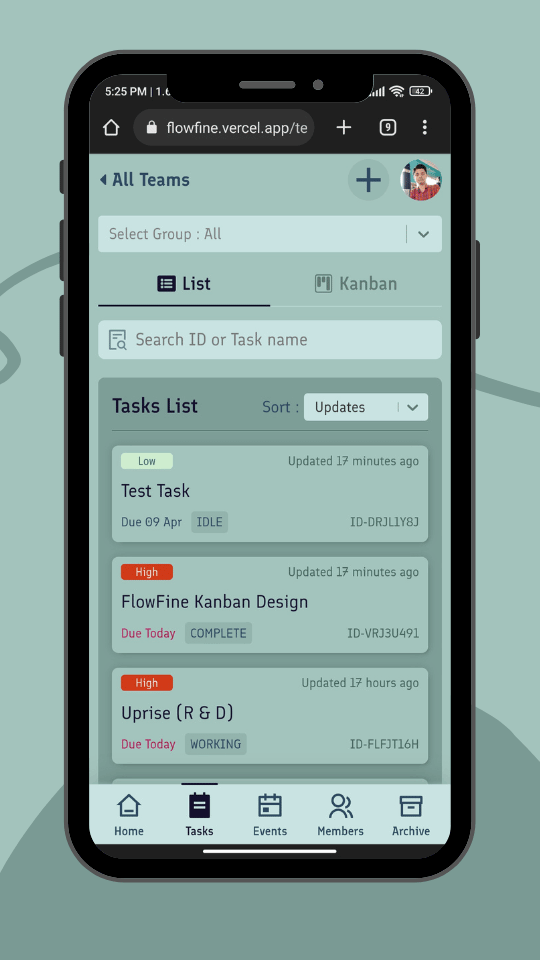 5:25 PM | 1.6
42
flowfine.vercel.app/te
9
All Teams
Select Group : All
List
Kanban
Search ID or Task name
Tasks List
Sort :
Updates
Low
Updated 17 minutes ago
Test Task
Due 09 Apr
IDLE
ID-DRJL1Y8J
High
Updated 17 minutes ago
FlowFine Kanban Design
Due Today
COMPLETE
ID-VRJ3U491
High
Updated 17 hours ago
Uprise (R & D)
Due Today
WORKING
ID-FLFJT16H
Home
Tasks
Events
Members
Archive